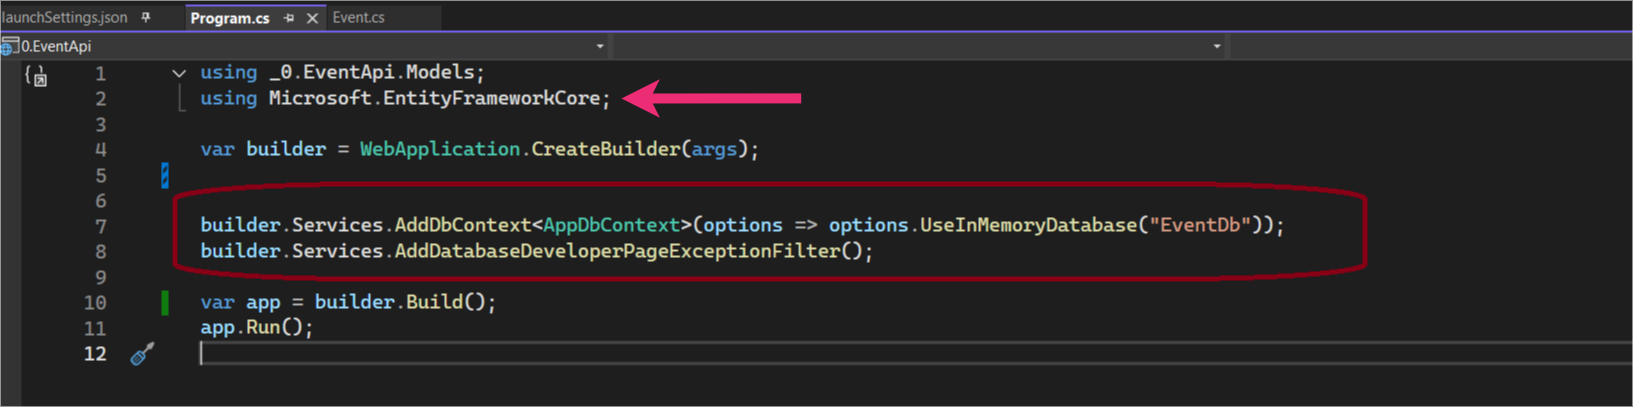 launchSettings.json Program.cs Event.cs
0.EventApi
1 using _0.EventApi.Models;
2 using Microsoft.EntityFrameworkCore;
3
4 var builder = WebApplication.CreateBuilder(args);
5
6
7 builder.Services.AddDbContext<AppDbContext>(options => options.UseInMemoryDatabase("EventDb"));
8 builder.Services.AddDatabaseDeveloperPageExceptionFilter();
9
10 var app = builder.Build();
11 app.Run();
12